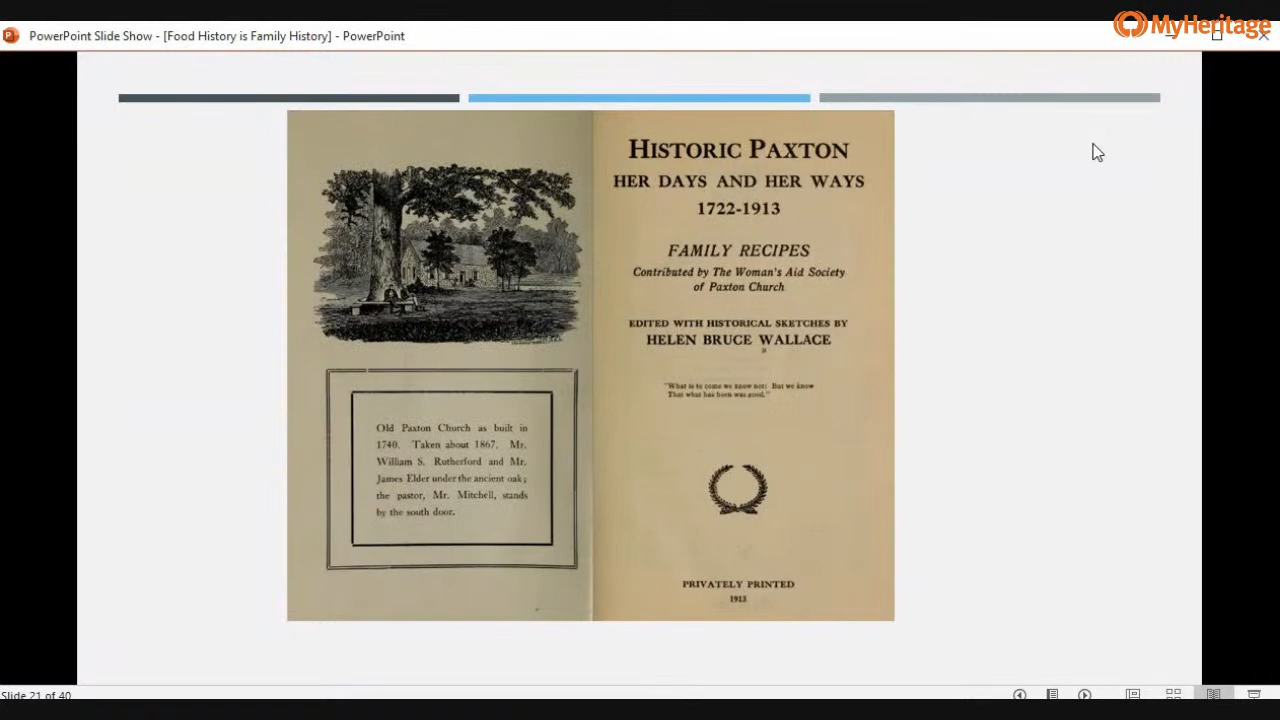 PowerPoint Slide Show - [Food History is Family History] - PowerPoint
MyHeritage
Old Paxton Church as built in
1740. Taken about 1867. Mr.
William S. Rutherford and Mr.
James Elder under the ancient oak;
the pastor, Mr. Mitchell, stands
by the south door.
HISTORIC PAXTON
HER DAYS AND HER WAYS
1722-1913
FAMILY RECIPES
Contributed by The Woman's Aid Society
of Paxton Church
EDITED WITH HISTORICAL SKETCHES BY
HELEN BRUCE WALLACE
"What is to come we know not: But we know
That what has been was good."
PRIVATELY PRINTED
1913
Slide 21 of 40